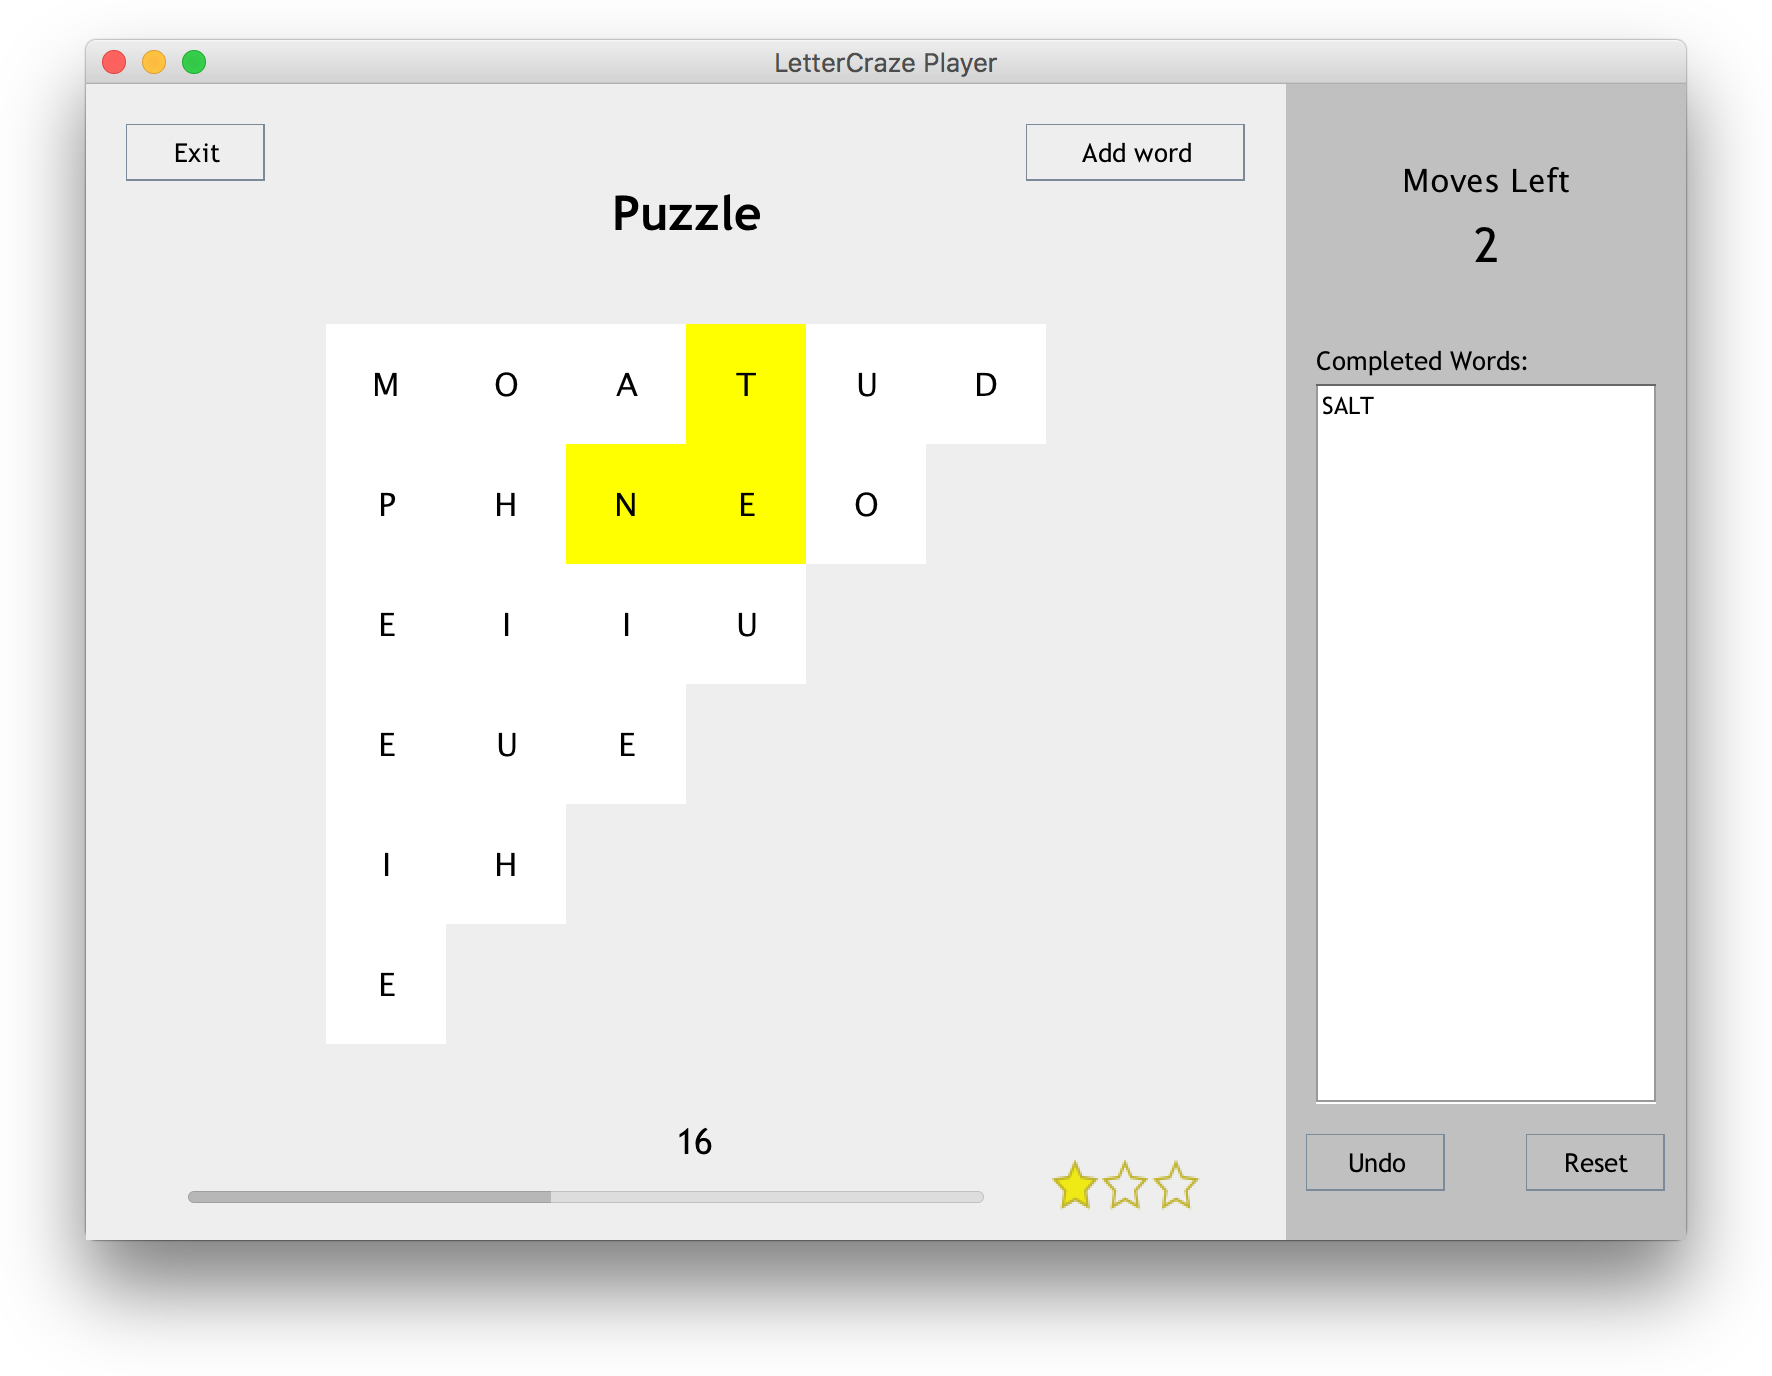 LetterCraze Player
Exit
Add word
Puzzle
Moves Left
2
Completed Words:
SALT
M O A T U D
P H N E O
E I I U
E U E
I H
E
16
Undo
Reset